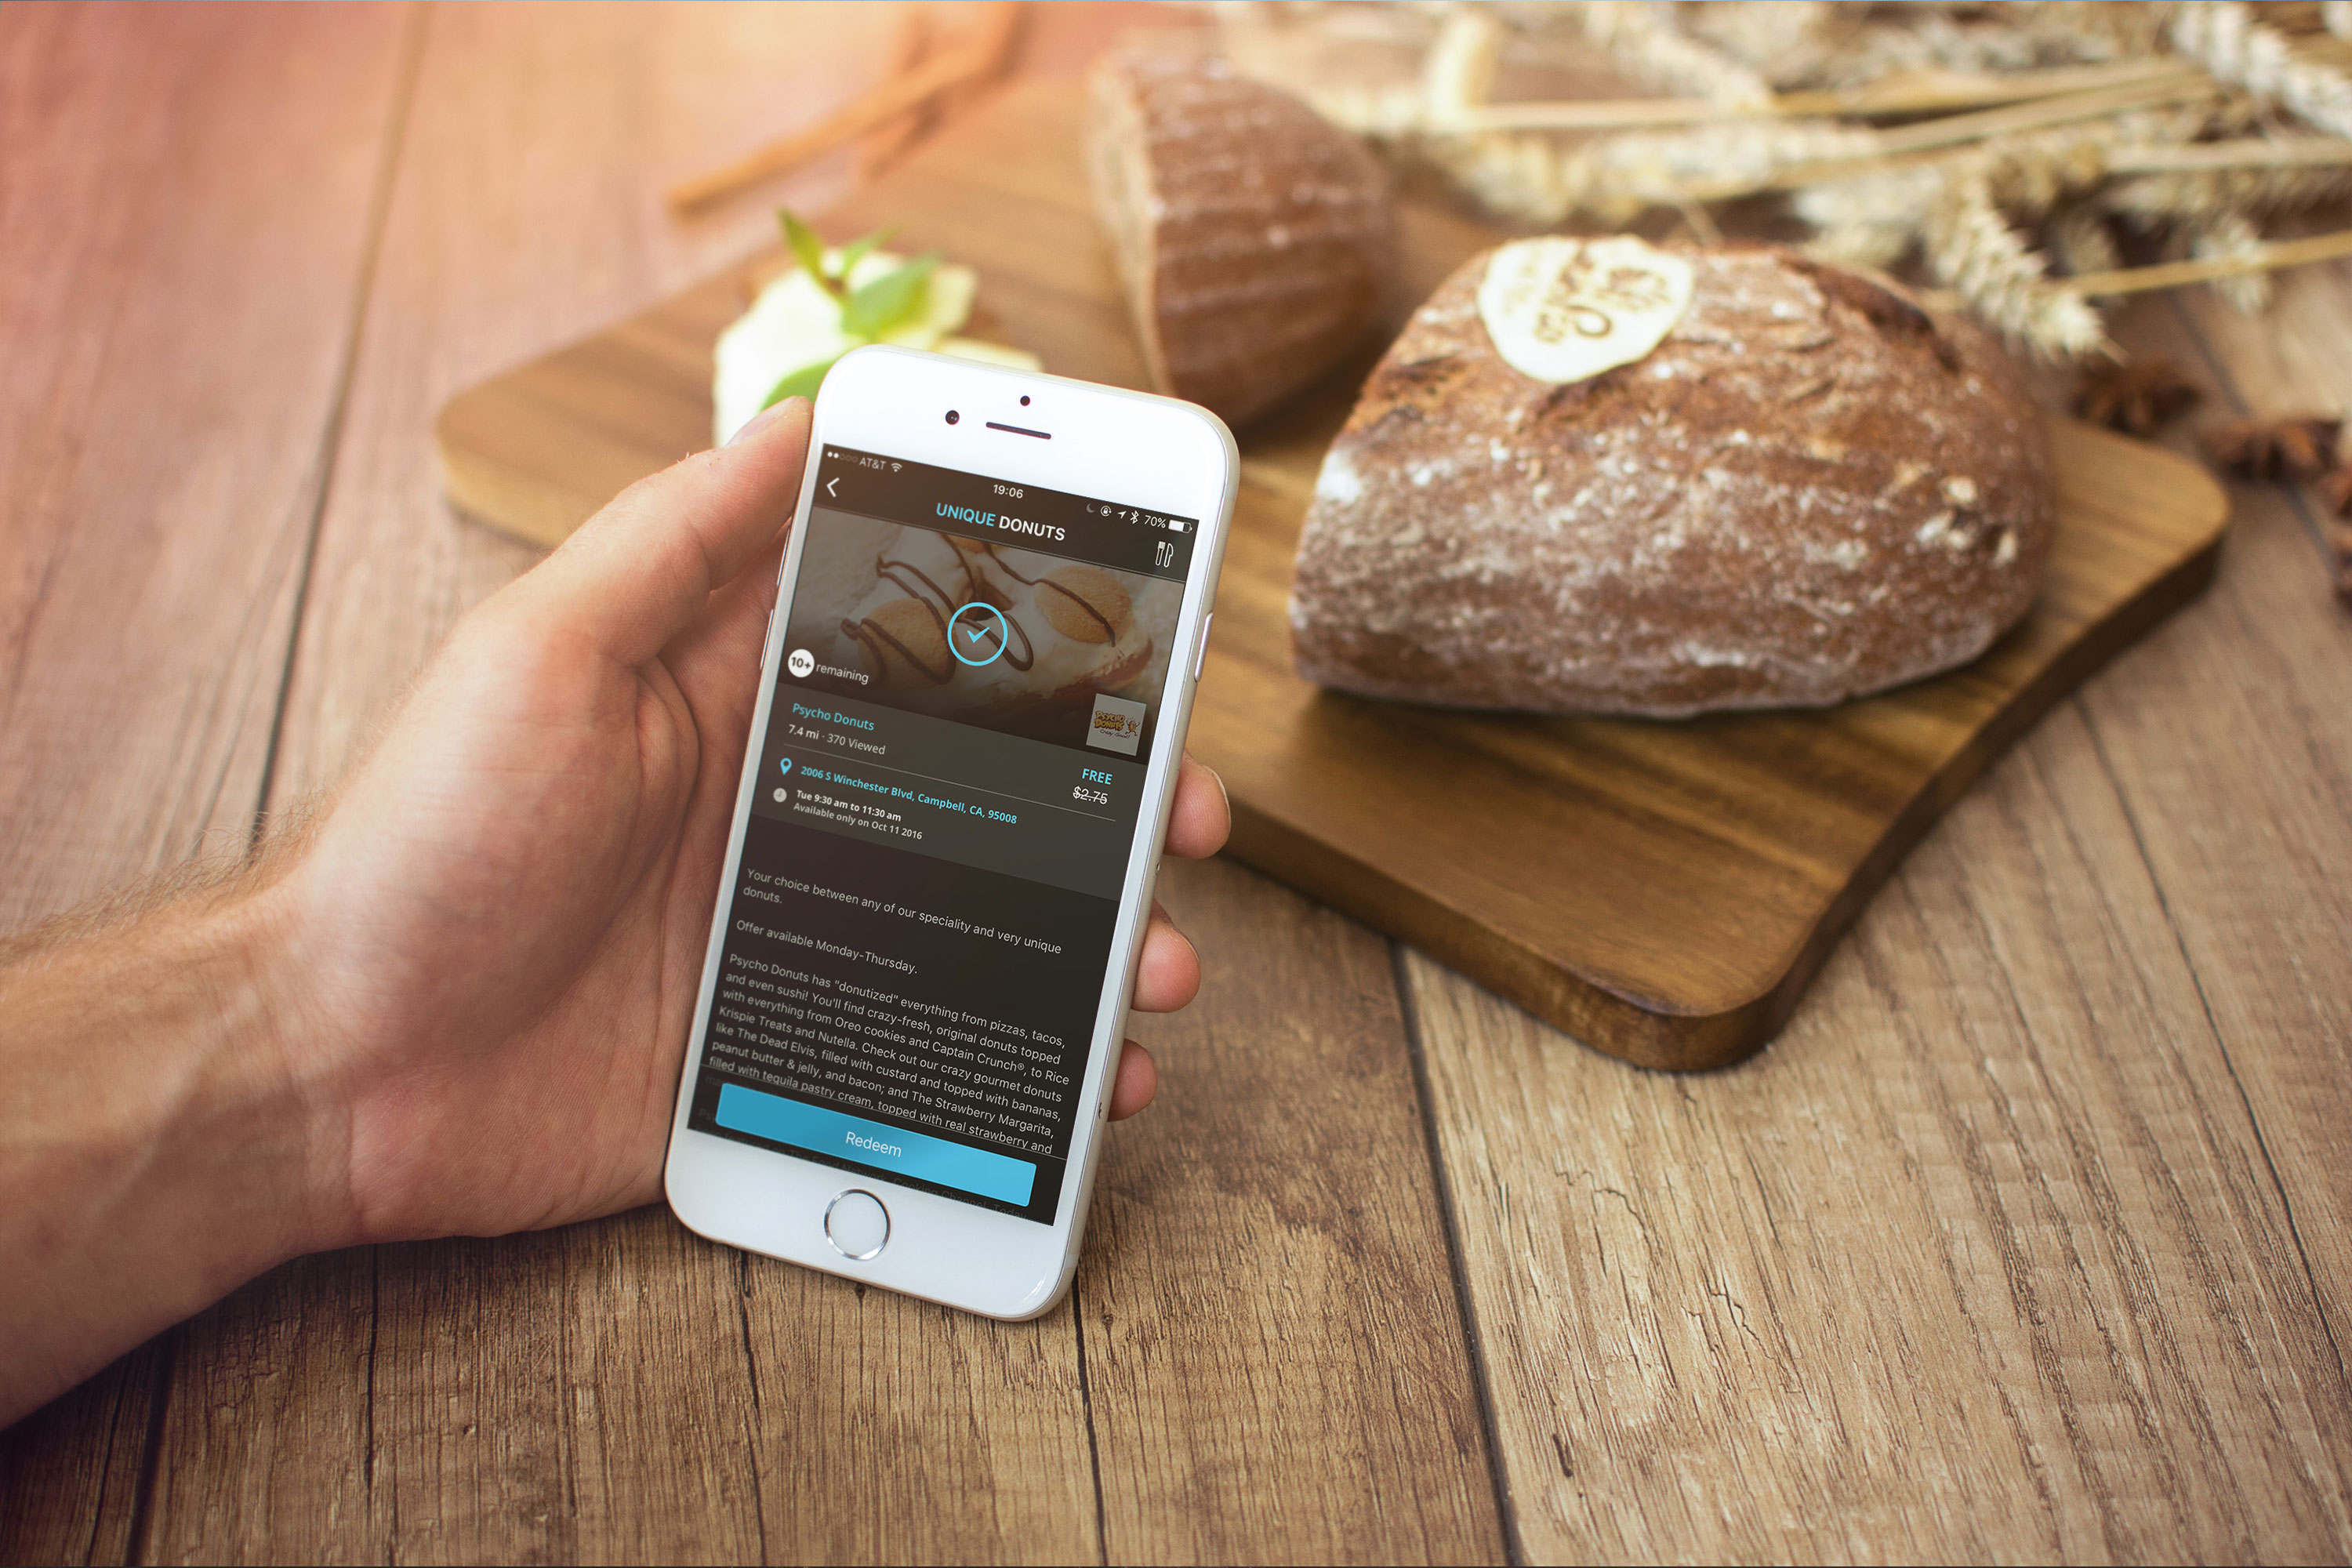 AT&T
19:06
70%
UNIQUE DONUTS
10+ remaining
PSYCHO
DONUTS
Psycho Donuts
7.4 mi · 370 Viewed
FREE
$2.75
2006 S Winchester Blvd, Campbell, CA, 95008
Tue 9:30 am to 11:30 am
Available only on Oct 11 2016
Your choice between any of our speciality and very unique
donuts.
Offer available Monday-Thursday.
Psycho Donuts has "donutized" everything from pizzas, tacos,
and even sushi! You'll find crazy-fresh, original donuts topped
with everything from Oreo cookies and Captain Crunch®, to Rice
Krispie Treats and Nutella. Check out our crazy gourmet donuts
like The Dead Elvis, filled with custard and topped with bananas,
peanut butter & jelly, and bacon; and The Strawberry Margarita,
filled with tequila pastry cream, topped with real strawberry and
Redeem